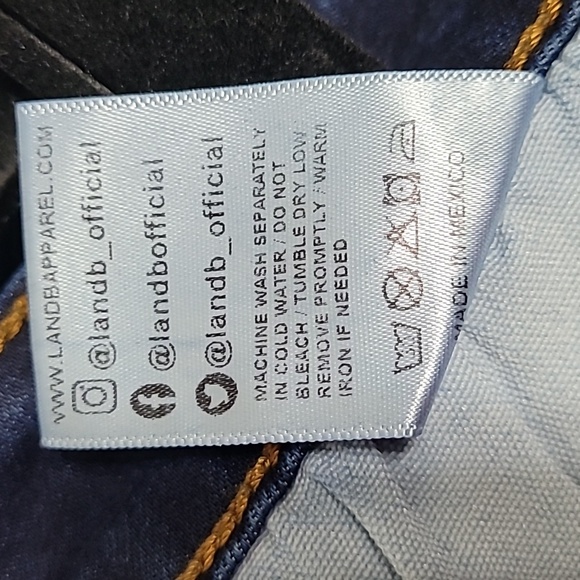 WWW.LANDBAPPAREL.COM
@landb_official
@landbofficial
@landb_official
MACHINE WASH SEPARATELY
IN COLD WATER / DO NOT
BLEACH / TUMBLE DRY LOW
REMOVE PROMPTLY / WARM
IRON IF NEEDED
MADE IN MEXICO